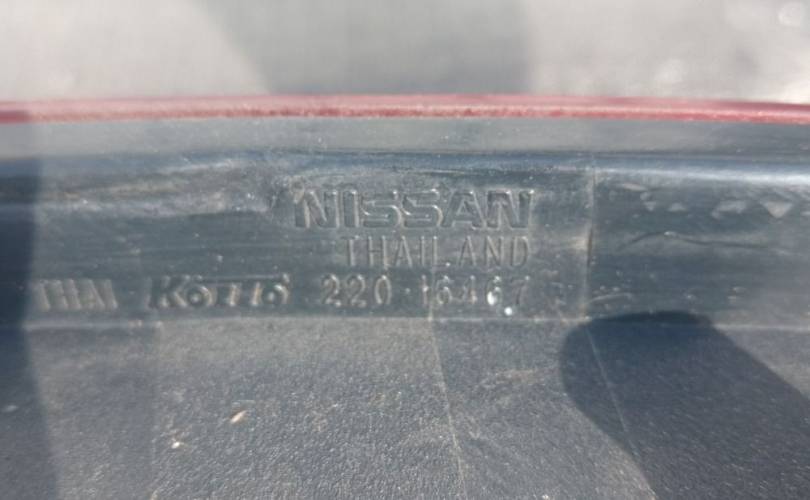 NISSAN
THAILAND
THAI KOITO 220-16467